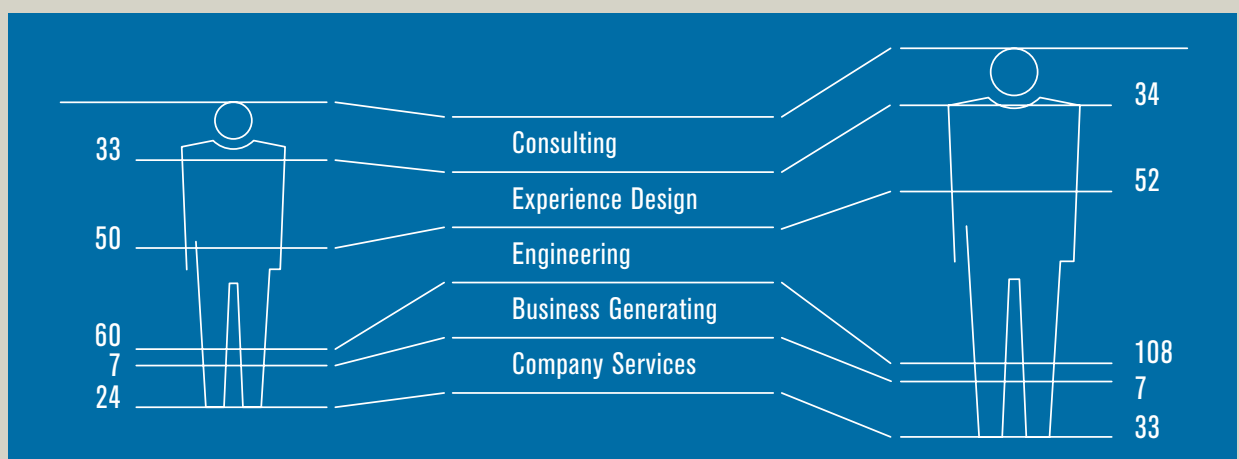 33
50
60
7
24
Consulting
Experience Design
Engineering
Business Generating
Company Services
34
52
108
7
33